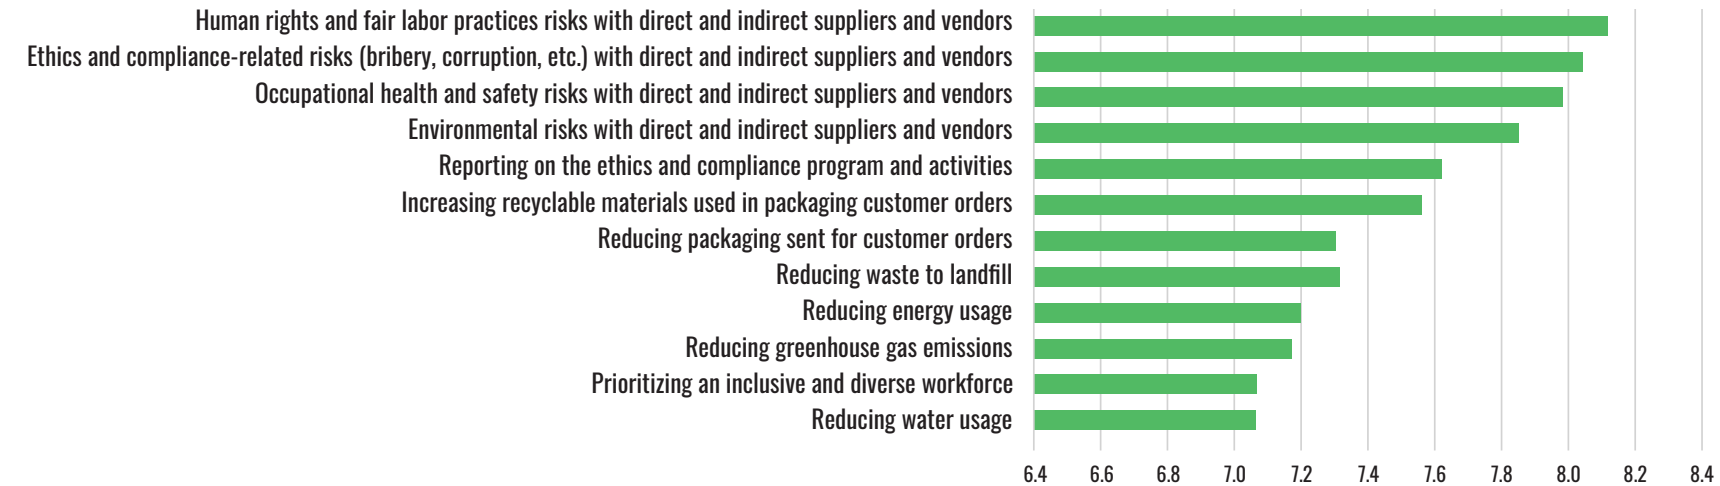 Human rights and fair labor practices risks with direct and indirect suppliers and vendors
Ethics and compliance-related risks (bribery, corruption, etc.) with direct and indirect suppliers and vendors
Occupational health and safety risks with direct and indirect suppliers and vendors
Environmental risks with direct and indirect suppliers and vendors
Reporting on the ethics and compliance program and activities
Increasing recyclable materials used in packaging customer orders
Reducing packaging sent for customer orders
Reducing waste to landfill
Reducing energy usage
Reducing greenhouse gas emissions
Prioritizing an inclusive and diverse workforce
Reducing water usage
6.4 6.6 6.8 7.0 7.2 7.4 7.6 7.8 8.0 8.2 8.4